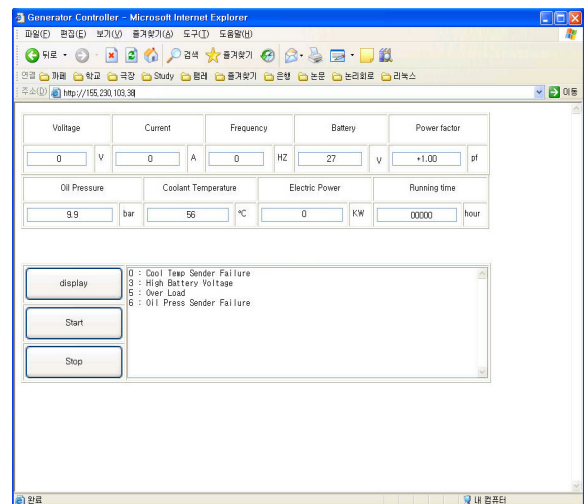 Generator Controller - Microsoft Internet Explorer
파일(F) 편집(E) 보기(V) 즐겨찾기(A) 도구(T) 도움말(H)
뒤로 검색 즐겨찾기
연결 까페 학교 극장 Study 펌레 즐겨찾기 은행 논문 논리회로 리눅스
주소(D) http://155,230,103,38 이동
Voltage Current Frequency Battery Power factor
0 V 0 A 0 HZ 27 V +1.00 pf
Oil Pressure Coolant Temperature Electric Power Running time
9.9 bar 56 ℃ 0 KW 00000 hour
display
0 : Cool Temp Sender Failure
3 : High Battery Voltage
5 : Over Load
6 : Oil Press Sender Failure
Start
Stop
완료 내 컴퓨터